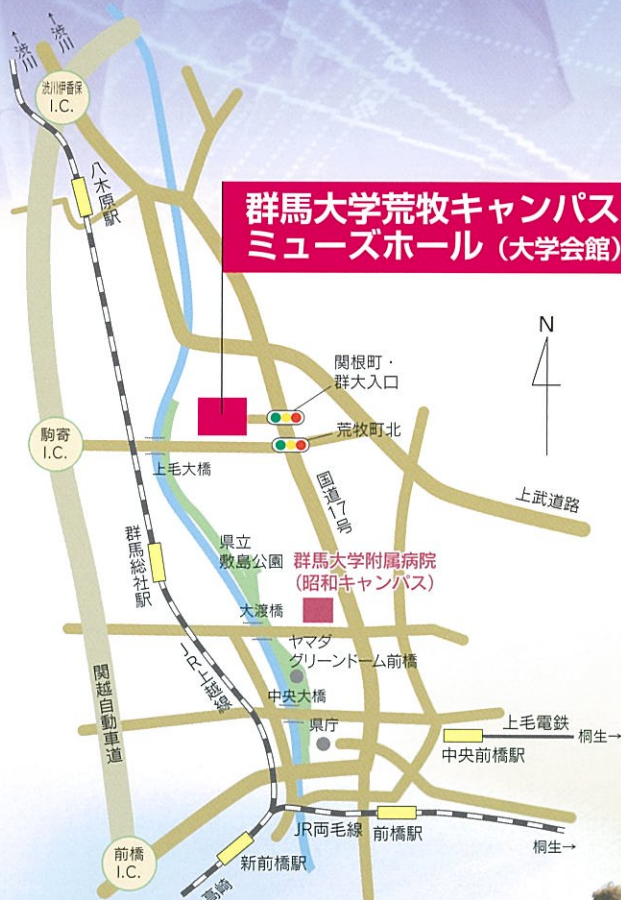 ↑渋川
↑渋川
渋川伊香保
I.C.
八木原駅
群馬大学荒牧キャンパス
ミューズホール（大学会館）
N
関根町・
群大入口
荒牧町北
駒寄
I.C.
上毛大橋
国道17号
上武道路
群馬総社駅
県立
敷島公園
群馬大学附属病院
（昭和キャンパス）
大渡橋
ヤマダ
グリーンドーム前橋
JR上越線
関越自動車道
中央大橋
県庁
上毛電鉄
桐生→
中央前橋駅
JR両毛線
前橋駅
桐生→
前橋
I.C.
新前橋駅
高崎